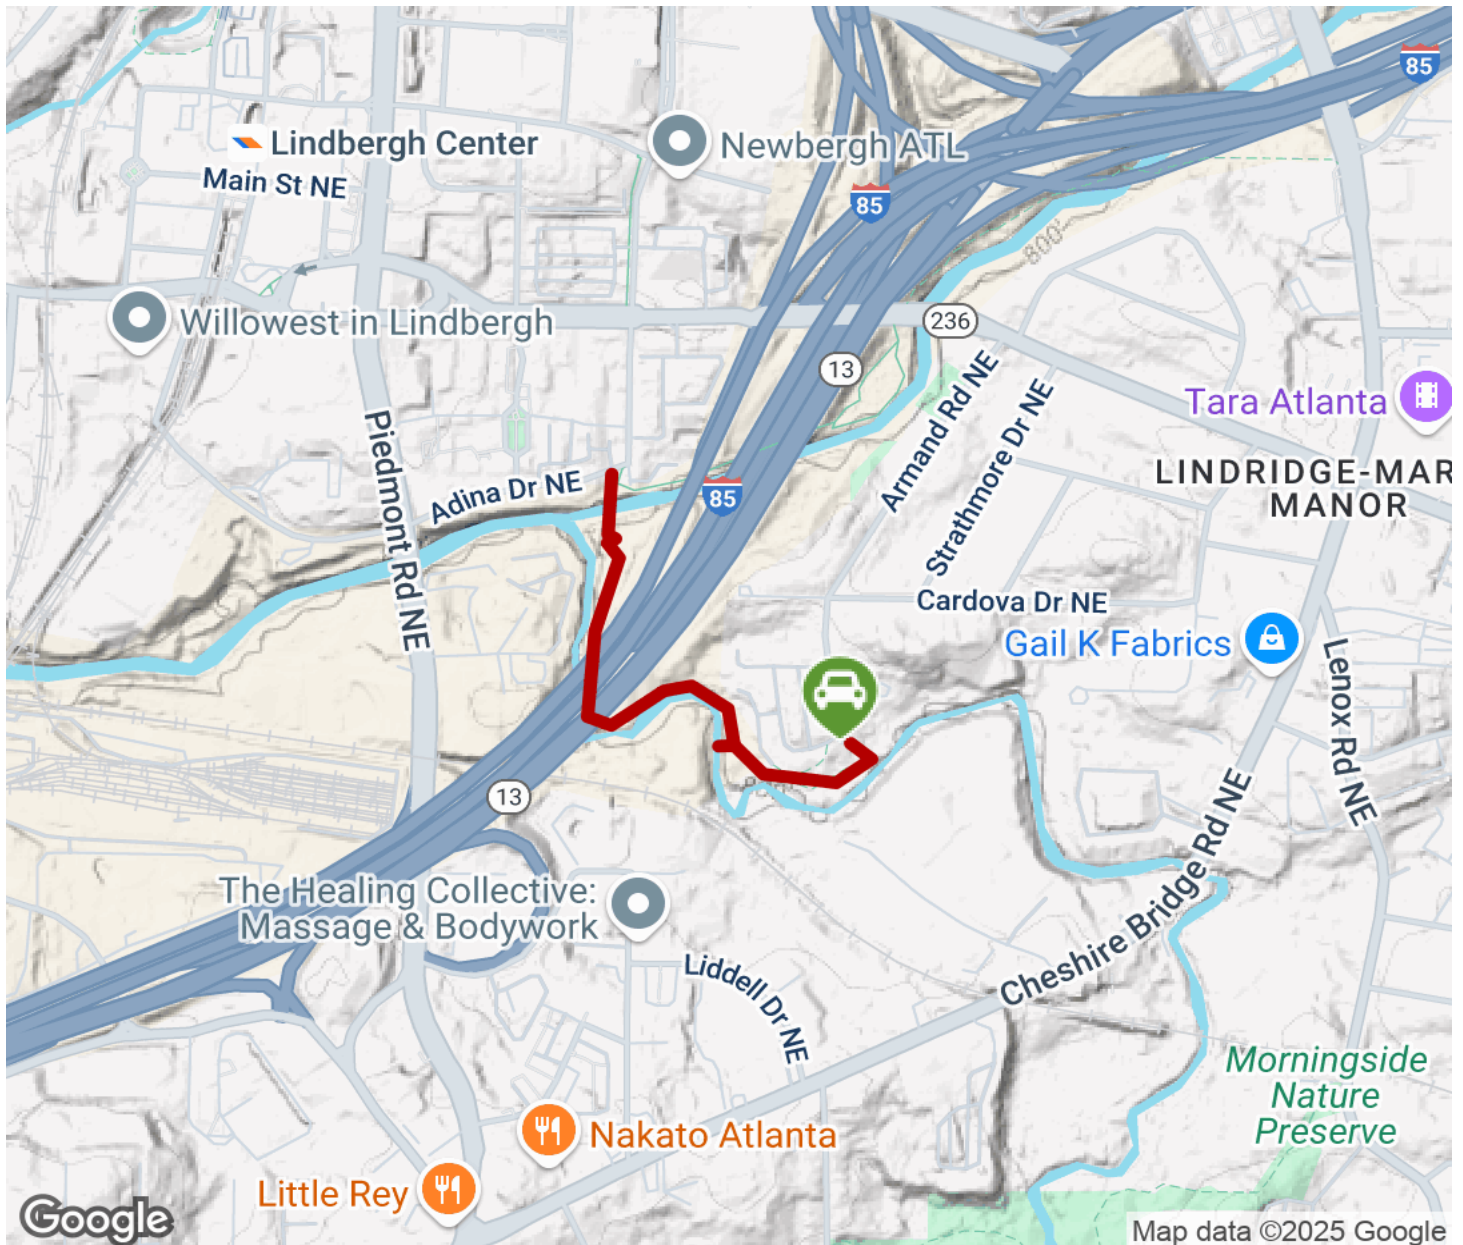 85
Lindbergh Center
Newbergh ATL
Main St NE
85
800'
Willowest in Lindbergh
236
13
Armand Rd NE
Strathmore Dr NE
Tara Atlanta
Piedmont Rd NE
LINDRIDGE-MAR
MANOR
Adina Dr NE
85
Cardova Dr NE
Gail K Fabrics
Lenox Rd NE
13
Cheshire Bridge Rd NE
The Healing Collective:
Massage & Bodywork
Liddell Dr NE
Morningside
Nature
Preserve
Nakato Atlanta
Little Rey
Google
Map data ©2025 Google